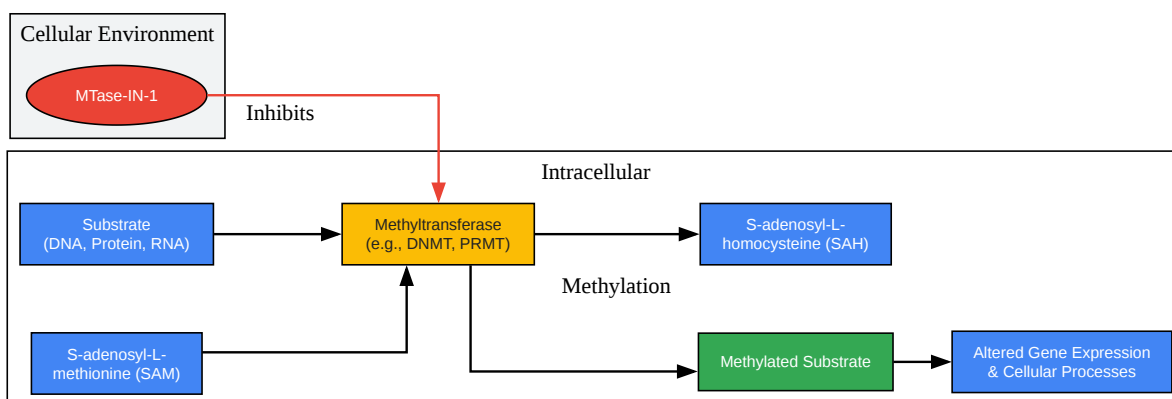 Cellular Environment
MTase-IN-1
Inhibits
Intracellular
Substrate
(DNA, Protein, RNA)
Methyltransferase
(e.g., DNMT, PRMT)
S-adenosyl-L-
homocysteine (SAH)
Methylation
S-adenosyl-L-
methionine (SAM)
Methylated Substrate
Altered Gene Expression
& Cellular Processes